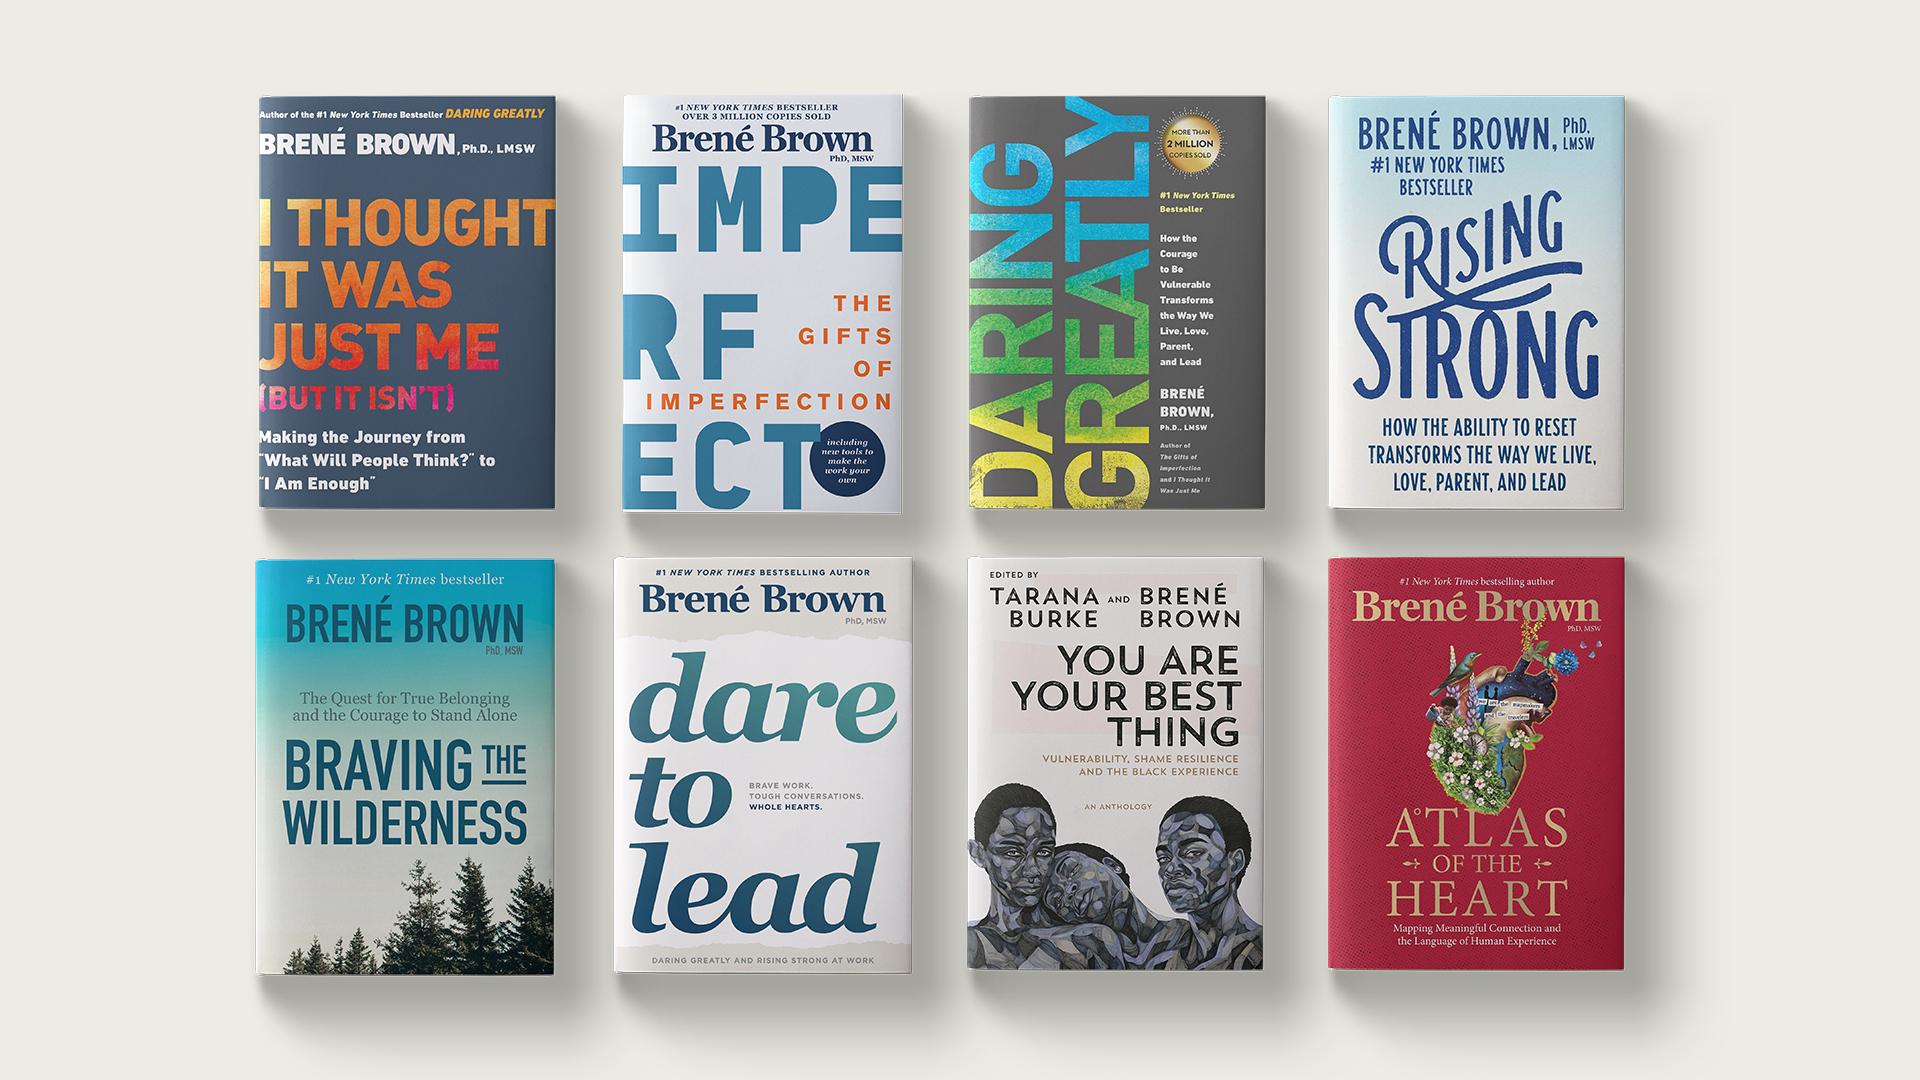 Author of the #1 New York Times Bestseller DARING GREATLY
BRENÉ BROWN, Ph.D., LMSW
I THOUGHT
IT WAS
JUST ME
(BUT IT ISN'T)
Making the Journey from
"What Will People Think?" to
"I Am Enough"
#1 NEW YORK TIMES BESTSELLER
OVER 3 MILLION COPIES SOLD
Brené Brown
PhD, MSW
IMPE
RF
ECT
THE
GIFTS
OF
IMPERFECTION
including
new tools to
make the
work your
own
DARING
GREATLY
MORE THAN
2 MILLION
COPIES SOLD
#1 New York Times
Bestseller
How the
Courage
to Be
Vulnerable
Transforms
the Way We
Live, Love,
Parent,
and Lead
BRENÉ
BROWN,
Ph.D., LMSW
Author of
The Gifts of
Imperfection
and I Thought It
Was Just Me
BRENÉ BROWN, PhD, LMSW
#1 NEW YORK TIMES
BESTSELLER
RISING
STRONG
HOW THE ABILITY TO RESET
TRANSFORMS THE WAY WE LIVE,
LOVE, PARENT, AND LEAD
#1 New York Times bestseller
BRENÉ BROWN
PhD, MSW
The Quest for True Belonging
and the Courage to Stand Alone
BRAVING THE
WILDERNESS
#1 NEW YORK TIMES BESTSELLING AUTHOR
Brené Brown
PhD, MSW
dare
to
lead
BRAVE WORK.
TOUGH CONVERSATIONS.
WHOLE HEARTS.
DARING GREATLY AND RISING STRONG AT WORK
EDITED BY
TARANA AND BRENÉ
BURKE BROWN
YOU ARE
YOUR BEST
THING
VULNERABILITY, SHAME RESILIENCE
AND THE BLACK EXPERIENCE
AN ANTHOLOGY
#1 New York Times bestselling author
Brené Brown
PhD, MSW
you are the mapmakers
and the travelers
ATLAS
OF THE
HEART
Mapping Meaningful Connection and
the Language of Human Experience